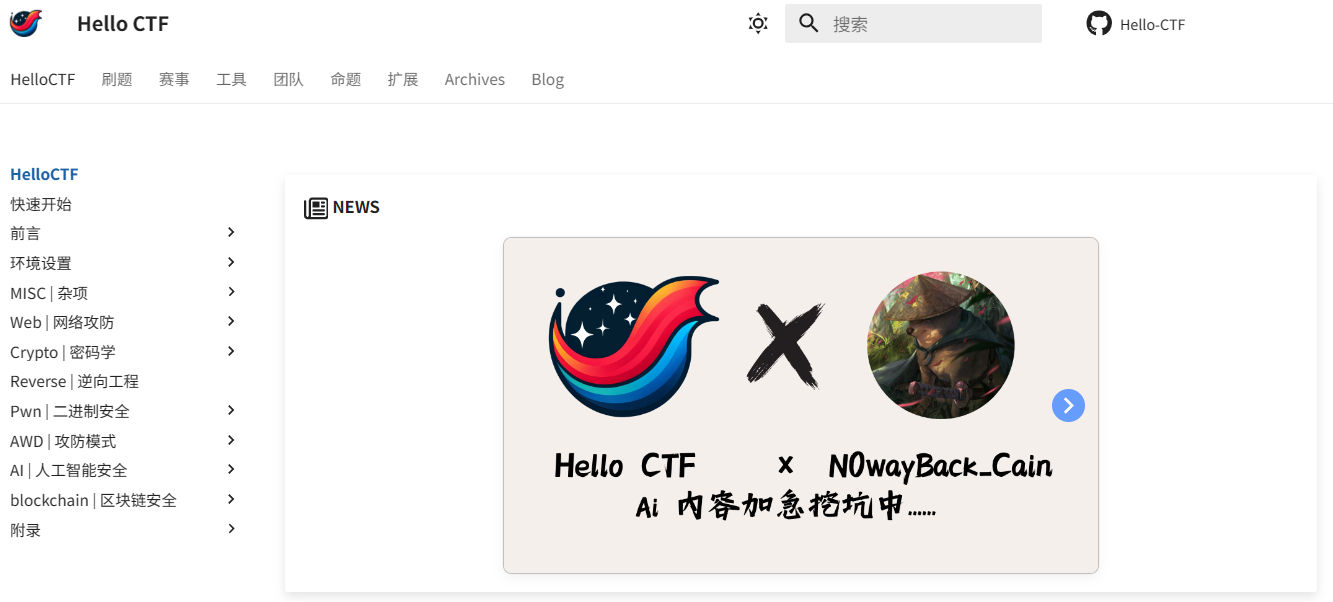 Hello CTF
搜索
Hello-CTF
HelloCTF 刷题 赛事 工具 团队 命题 扩展 Archives Blog
HelloCTF
快速开始
前言
环境设置
MISC | 杂项
Web | 网络攻防
Crypto | 密码学
Reverse | 逆向工程
Pwn | 二进制安全
AWD | 攻防模式
AI | 人工智能安全
blockchain | 区块链安全
附录
NEWS
Hello CTF x N0wayBack_Cain
Ai 内容加急挖坑中......